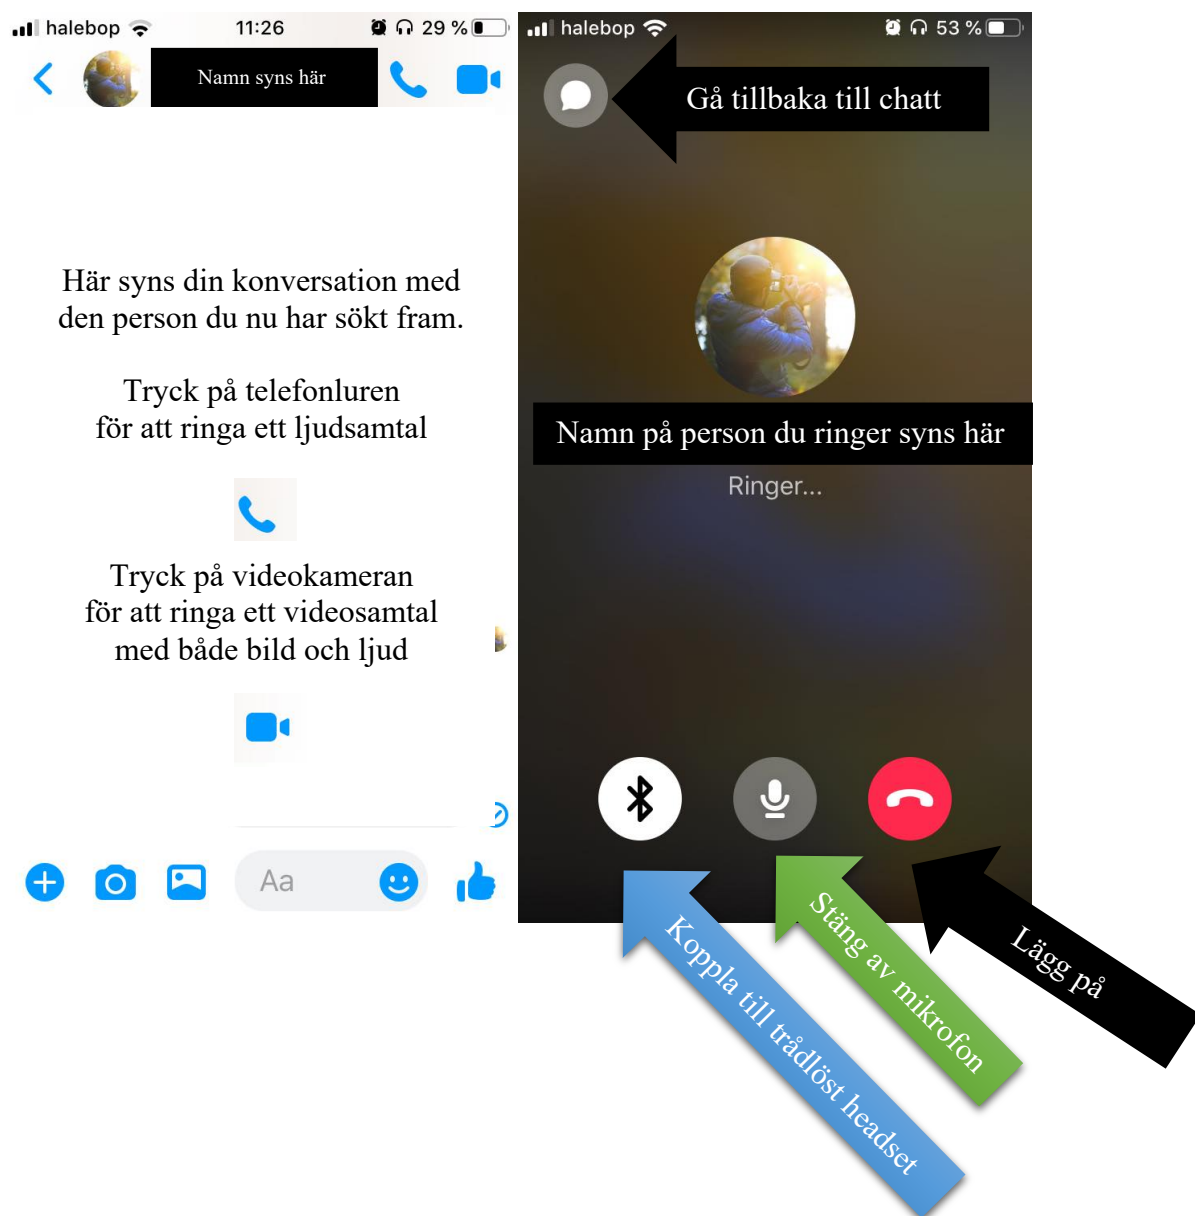 halebop 11:26 29 %
Namn syns här
Här syns din konversation med
den person du nu har sökt fram.
Tryck på telefonluren
för att ringa ett ljudsamtal
Tryck på videokameran
för att ringa ett videosamtal
med både bild och ljud
Aa
halebop 53 %
Gå tillbaka till chatt
Namn på person du ringer syns här
Ringer...
Koppla till trådlöst headset
Stäng av mikrofon
Lägg på